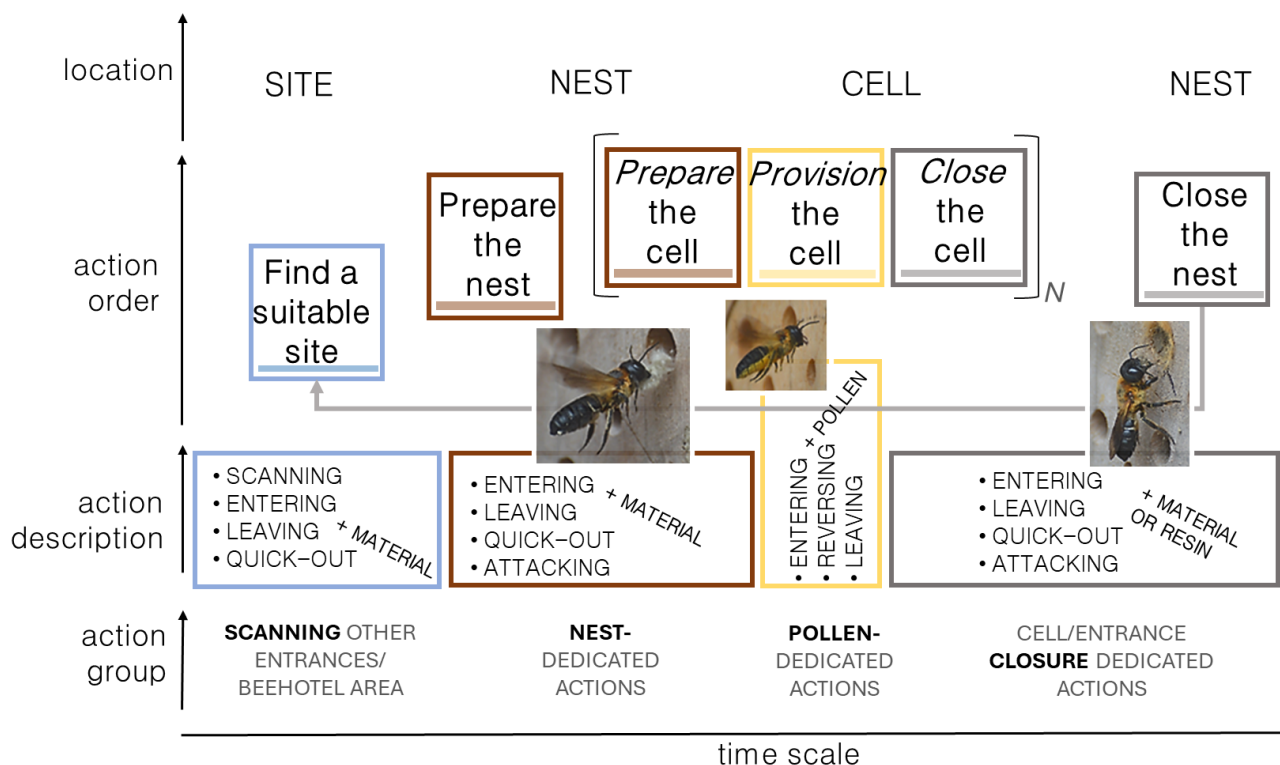 location
SITE
NEST
CELL
NEST
action
order
Find a
suitable
site
Prepare
the
nest
Prepare
the
cell
Provision
the
cell
Close
the
cell
N
Close
the
nest
action
description
• SCANNING
• ENTERING
• LEAVING
• QUICK–OUT
+ MATERIAL
• ENTERING
• LEAVING
• QUICK–OUT
• ATTACKING
+ MATERIAL
• ENTERING
• REVERSING
• LEAVING
+ POLLEN
• ENTERING
• LEAVING
• QUICK–OUT
• ATTACKING
+ MATERIAL
OR RESIN
action
group
SCANNING OTHER
ENTRANCES/
BEEHOTEL AREA
NEST-
DEDICATED
ACTIONS
POLLEN-
DEDICATED
ACTIONS
CELL/ENTRANCE
CLOSURE DEDICATED
ACTIONS
time scale